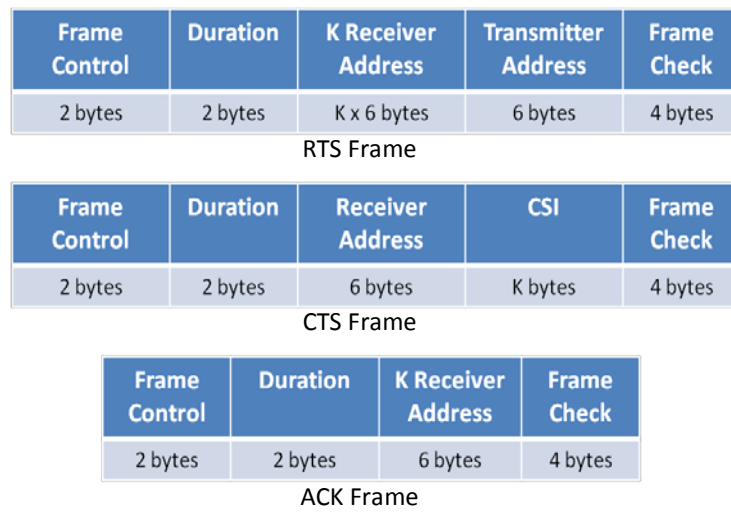 Frame Control Duration K Receiver Address Transmitter Address Frame Check
2 bytes 2 bytes K x 6 bytes 6 bytes 4 bytes
RTS Frame
Frame Control Duration Receiver Address CSI Frame Check
2 bytes 2 bytes 6 bytes K bytes 4 bytes
CTS Frame
Frame Control Duration K Receiver Address Frame Check
2 bytes 2 bytes 6 bytes 4 bytes
ACK Frame